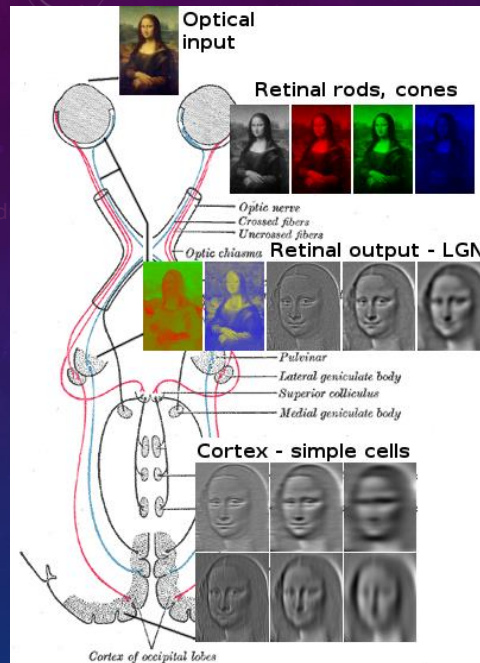 Optical
input
Retinal rods, cones
Optic nerve
Crossed fibers
Uncrossed fibers
Optic chiasma
Retinal output - LGN
Pulvinar
Lateral geniculate body
Superior colliculus
Medial geniculate body
Cortex - simple cells
Cortex of occipital lobes